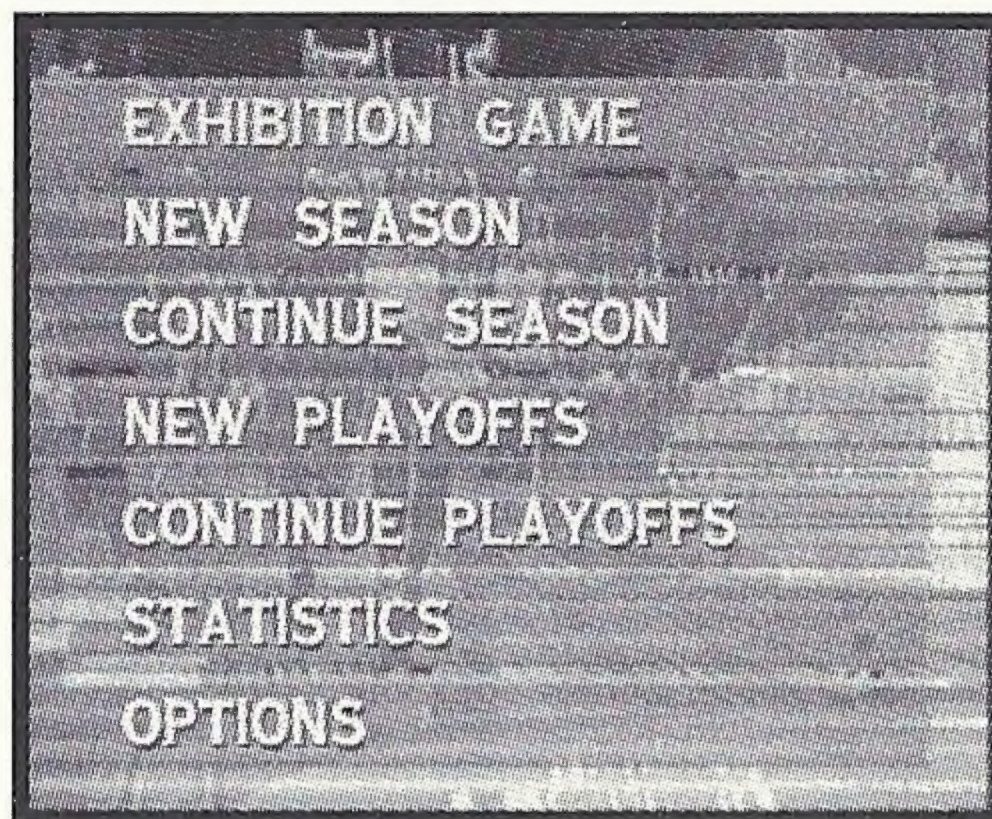 EXHIBITION GAME
NEW SEASON
CONTINUE SEASON
NEW PLAYOFFS
CONTINUE PLAYOFFS
STATISTICS
OPTIONS